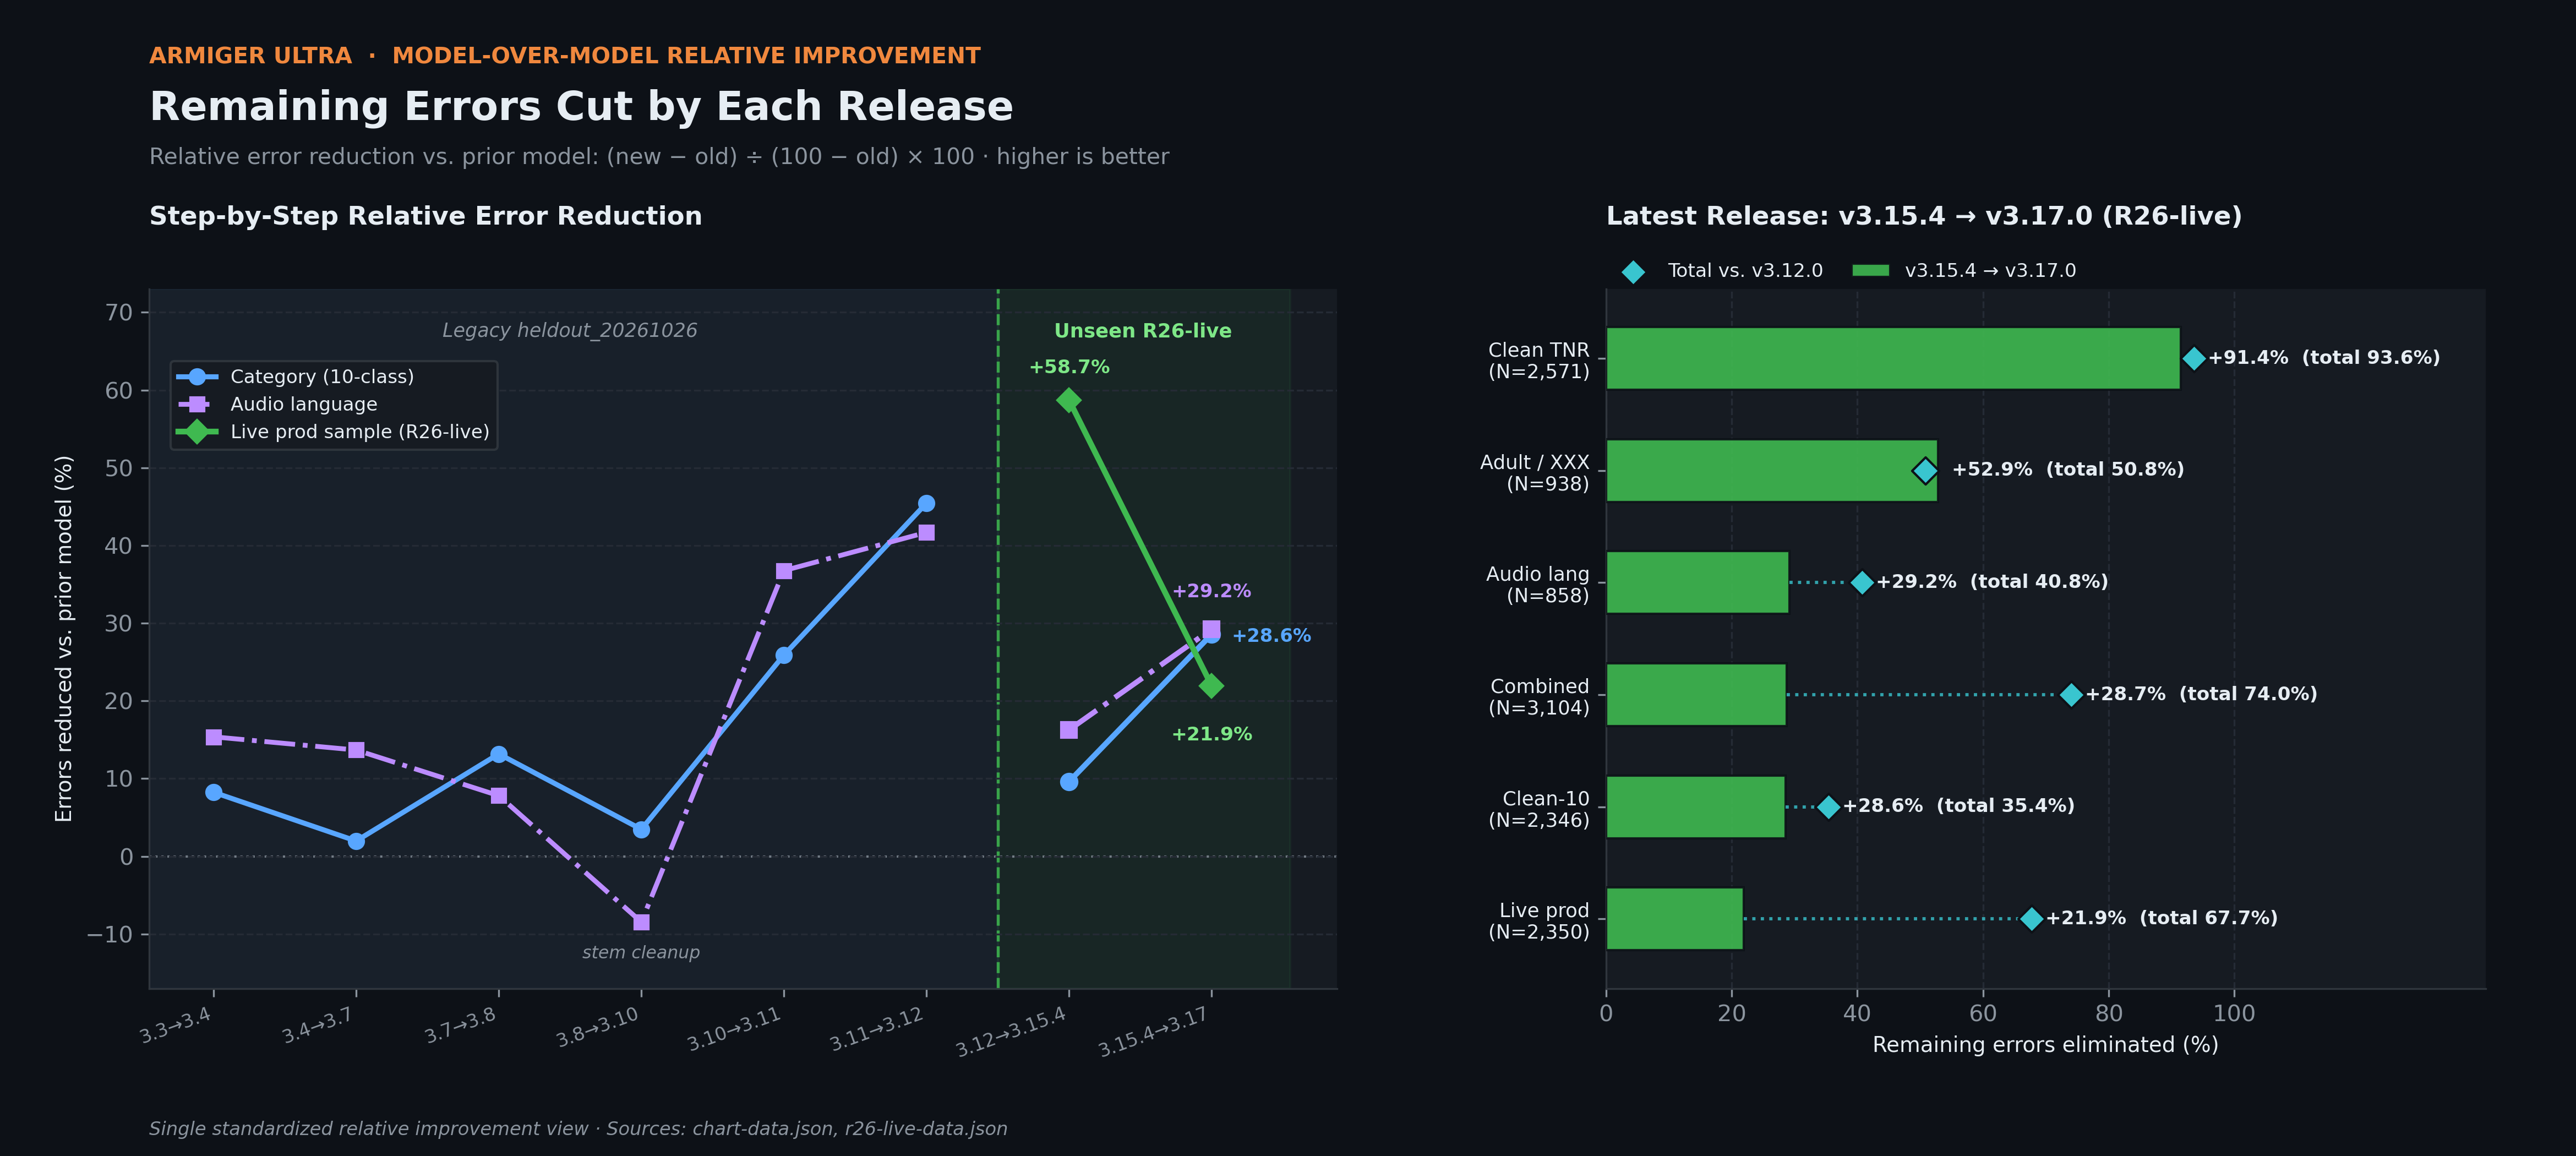 ARMIGER ULTRA · MODEL-OVER-MODEL RELATIVE IMPROVEMENT
Remaining Errors Cut by Each Release
Relative error reduction vs. prior model: (new − old) ÷ (100 − old) × 100 · higher is better
Step-by-Step Relative Error Reduction
Legacy heldout_20261026
Unseen R26-live
Category (10-class)
Audio language
Live prod sample (R26-live)
+58.7%
+29.2%
+28.6%
+21.9%
stem cleanup
Errors reduced vs. prior model (%)
70
60
50
40
30
20
10
0
−10
3.3→3.4
3.4→3.7
3.7→3.8
3.8→3.10
3.10→3.11
3.11→3.12
3.12→3.15.4
3.15.4→3.17
Latest Release: v3.15.4 → v3.17.0 (R26-live)
Total vs. v3.12.0
v3.15.4 → v3.17.0
Clean TNR
(N=2,571)
+91.4% (total 93.6%)
Adult / XXX
(N=938)
+52.9% (total 50.8%)
Audio lang
(N=858)
+29.2% (total 40.8%)
Combined
(N=3,104)
+28.7% (total 74.0%)
Clean-10
(N=2,346)
+28.6% (total 35.4%)
Live prod
(N=2,350)
+21.9% (total 67.7%)
0
20
40
60
80
100
Remaining errors eliminated (%)
Single standardized relative improvement view · Sources: chart-data.json, r26-live-data.json